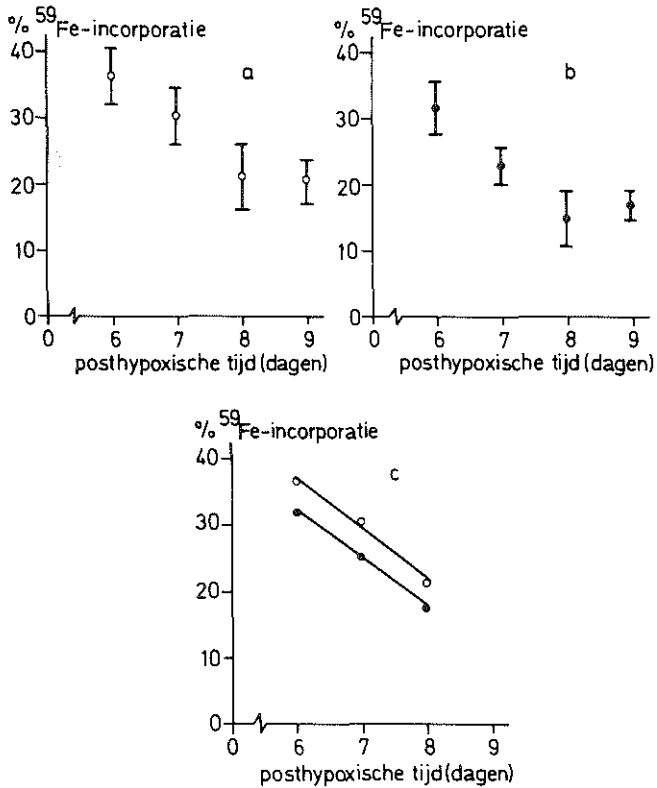 % 59Fe-incorporatie
40
30
20
10
0
a
0 6 7 8 9
posthypoxische tijd (dagen)
% 59Fe-incorporatie
40
30
20
10
0
b
0 6 7 8 9
posthypoxische tijd (dagen)
% 59Fe-incorporatie
40
30
20
10
0
c
0 6 7 8 9
posthypoxische tijd (dagen)